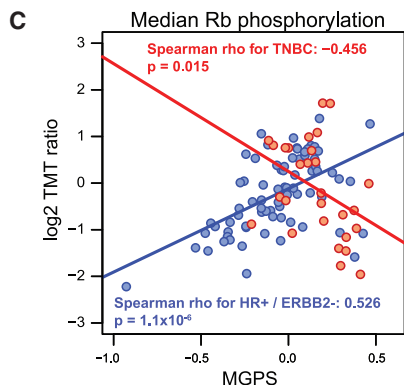 C
Median Rb phosphorylation
Spearman rho for TNBC: −0.456
p = 0.015
log2 TMT ratio
3
2
1
0
−1
−2
−3
Spearman rho for HR+ / ERBB2-: 0.526
p = 1.1x10⁻⁶
−1.0
−0.5
0.0
0.5
MGPS